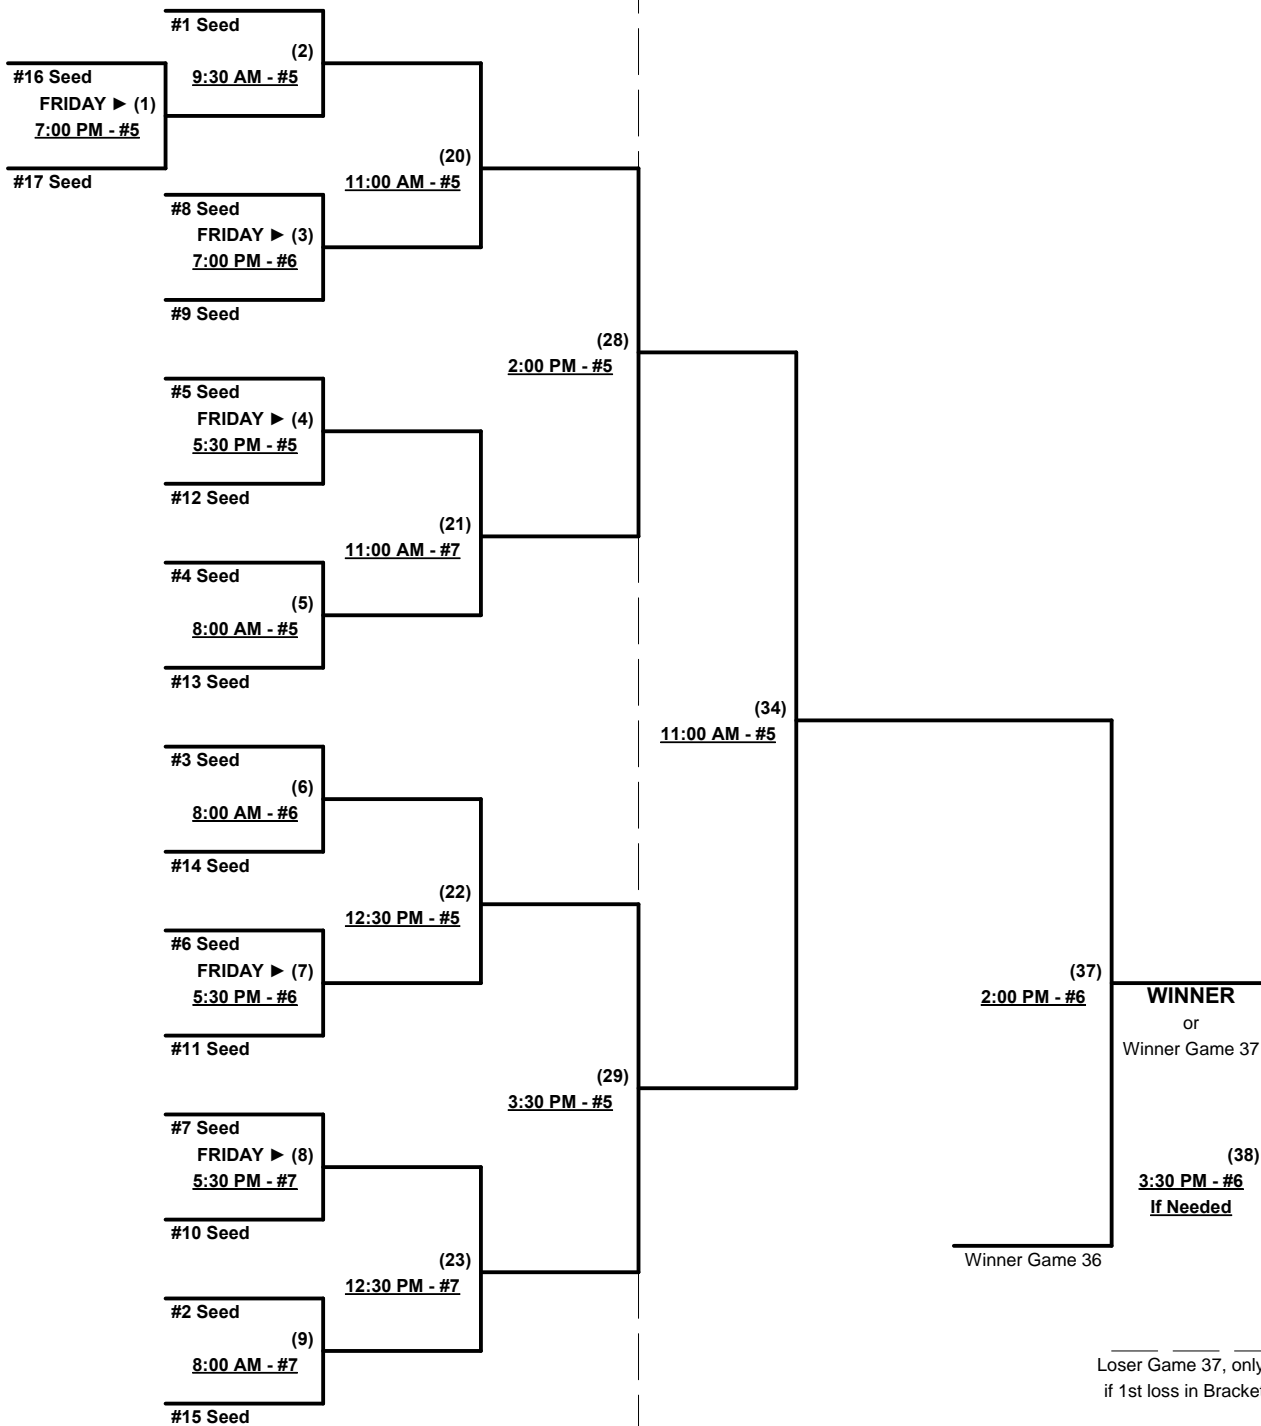 #1 Seed
(2)
9:30 AM - #5
#16 Seed
FRIDAY ► (1)
7:00 PM - #5
#17 Seed
(20)
11:00 AM - #5
#8 Seed
FRIDAY ► (3)
7:00 PM - #6
#9 Seed
(28)
2:00 PM - #5
#5 Seed
FRIDAY ► (4)
5:30 PM - #5
#12 Seed
(21)
11:00 AM - #7
#4 Seed
(5)
8:00 AM - #5
#13 Seed
(34)
11:00 AM - #5
#3 Seed
(6)
8:00 AM - #6
#14 Seed
(22)
12:30 PM - #5
#6 Seed
FRIDAY ► (7)
5:30 PM - #6
#11 Seed
(37)
2:00 PM - #6
WINNER
or
Winner Game 37
(29)
3:30 PM - #5
#7 Seed
FRIDAY ► (8)
5:30 PM - #7
#10 Seed
(38)
3:30 PM - #6
If Needed
Winner Game 36
(23)
12:30 PM - #7
#2 Seed
(9)
8:00 AM - #7
#15 Seed
Loser Game 37, only
if 1st loss in Bracket